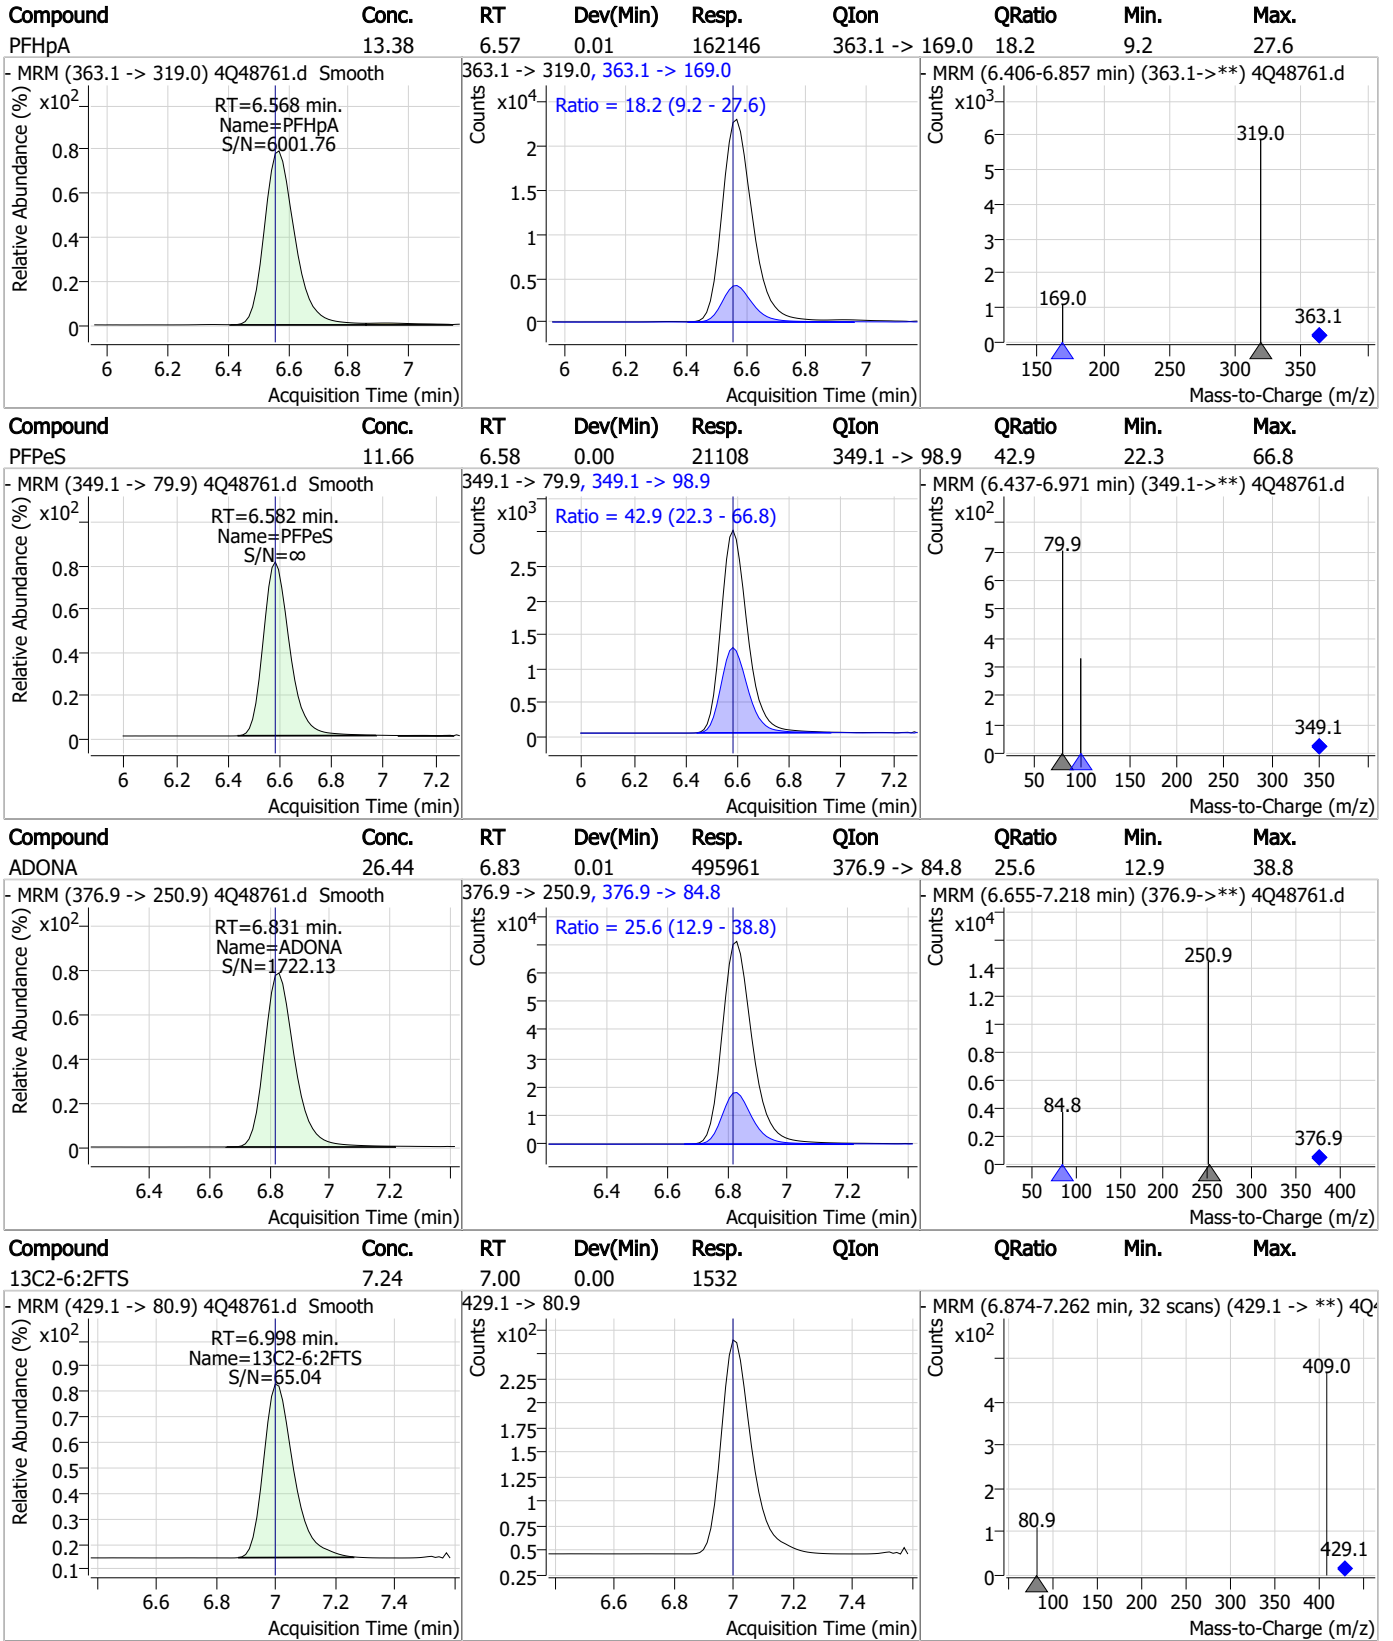 Compound Conc. RT Dev(Min) Resp. QIon QRatio Min. Max.
PFHpA 13.38 6.57 0.01 162146 363.1 -> 169.0 18.2 9.2 27.6
- MRM (363.1 -> 319.0) 4Q48761.d Smooth
Relative Abundance (%)
x10²
RT=6.568 min.
Name=PFHpA
S/N=6001.76
0.8
0.6
0.4
0.2
0
6 6.2 6.4 6.6 6.8 7
Acquisition Time (min)
363.1 -> 319.0, 363.1 -> 169.0
Counts
x10⁴
Ratio = 18.2 (9.2 - 27.6)
2
1.5
1
0.5
0
6 6.2 6.4 6.6 6.8 7
Acquisition Time (min)
- MRM (6.406-6.857 min) (363.1->**) 4Q48761.d
Counts
x10³
6
5
4
3
2
1
0
319.0
169.0
363.1
150 200 250 300 350
Mass-to-Charge (m/z)
Compound Conc. RT Dev(Min) Resp. QIon QRatio Min. Max.
PFPeS 11.66 6.58 0.00 21108 349.1 -> 98.9 42.9 22.3 66.8
- MRM (349.1 -> 79.9) 4Q48761.d Smooth
Relative Abundance (%)
x10²
RT=6.582 min.
Name=PFPeS
S/N=∞
0.8
0.6
0.4
0.2
0
6 6.2 6.4 6.6 6.8 7 7.2
Acquisition Time (min)
349.1 -> 79.9, 349.1 -> 98.9
Counts
x10³
Ratio = 42.9 (22.3 - 66.8)
2.5
2
1.5
1
0.5
0
6 6.2 6.4 6.6 6.8 7 7.2
Acquisition Time (min)
- MRM (6.437-6.971 min) (349.1->**) 4Q48761.d
Counts
x10²
7
6
5
4
3
2
1
0
79.9
349.1
50 100 150 200 250 300 350
Mass-to-Charge (m/z)
Compound Conc. RT Dev(Min) Resp. QIon QRatio Min. Max.
ADONA 26.44 6.83 0.01 495961 376.9 -> 84.8 25.6 12.9 38.8
- MRM (376.9 -> 250.9) 4Q48761.d Smooth
Relative Abundance (%)
x10²
RT=6.831 min.
Name=ADONA
S/N=1722.13
0.8
0.6
0.4
0.2
0
6.4 6.6 6.8 7 7.2
Acquisition Time (min)
376.9 -> 250.9, 376.9 -> 84.8
Counts
x10⁴
Ratio = 25.6 (12.9 - 38.8)
6
5
4
3
2
1
0
6.4 6.6 6.8 7 7.2
Acquisition Time (min)
- MRM (6.655-7.218 min) (376.9->**) 4Q48761.d
Counts
x10⁴
1.4
1.2
1
0.8
0.6
0.4
0.2
0
250.9
84.8
376.9
50 100 150 200 250 300 350 400
Mass-to-Charge (m/z)
Compound Conc. RT Dev(Min) Resp. QIon QRatio Min. Max.
13C2-6:2FTS 7.24 7.00 0.00 1532
- MRM (429.1 -> 80.9) 4Q48761.d Smooth
Relative Abundance (%)
x10²
RT=6.998 min.
Name=13C2-6:2FTS
S/N=65.04
0.9
0.8
0.7
0.6
0.5
0.4
0.3
0.2
0.1
6.6 6.8 7 7.2 7.4
Acquisition Time (min)
429.1 -> 80.9
Counts
x10²
2.25
2
1.75
1.5
1.25
1
0.75
0.5
0.25
6.6 6.8 7 7.2 7.4
Acquisition Time (min)
- MRM (6.874-7.262 min, 32 scans) (429.1 -> **) 4Q4
Counts
x10²
4
3
2
1
0
409.0
80.9
429.1
100 150 200 250 300 350 400
Mass-to-Charge (m/z)